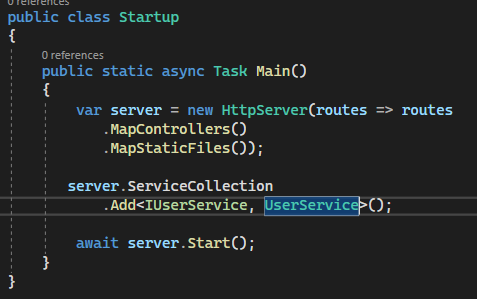 0 references
public class Startup
{
0 references
public static async Task Main()
{
var server = new HttpServer(routes => routes
.MapControllers()
.MapStaticFiles());
server.ServiceCollection
.Add<IUserService, UserService>();
await server.Start();
}
}